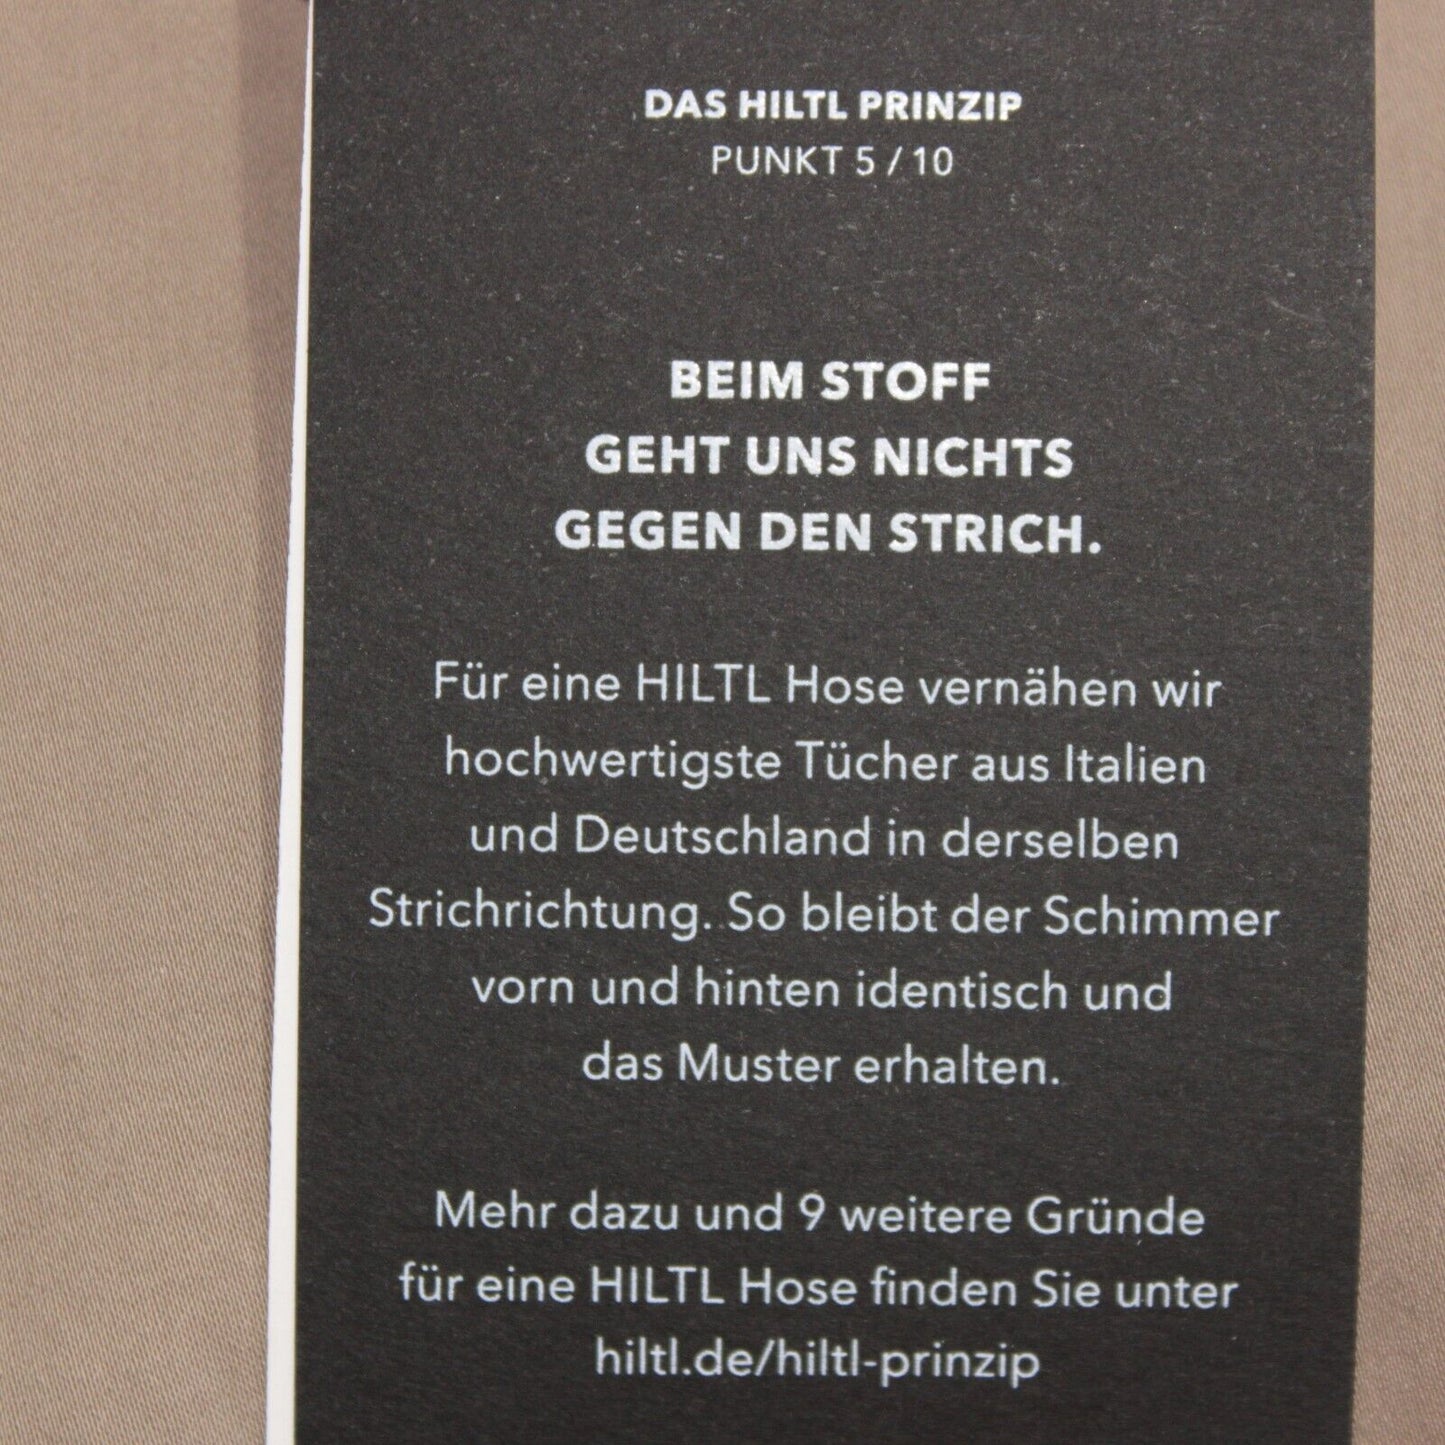 DAS HILTL PRINZIP
PUNKT 5 / 10
BEIM STOFF
GEHT UNS NICHTS
GEGEN DEN STRICH.
Für eine HILTL Hose vernähen wir
hochwertigste Tücher aus Italien
und Deutschland in derselben
Strichrichtung. So bleibt der Schimmer
vorn und hinten identisch und
das Muster erhalten.
Mehr dazu und 9 weitere Gründe
für eine HILTL Hose finden Sie unter
hiltl.de/hiltl-prinzip